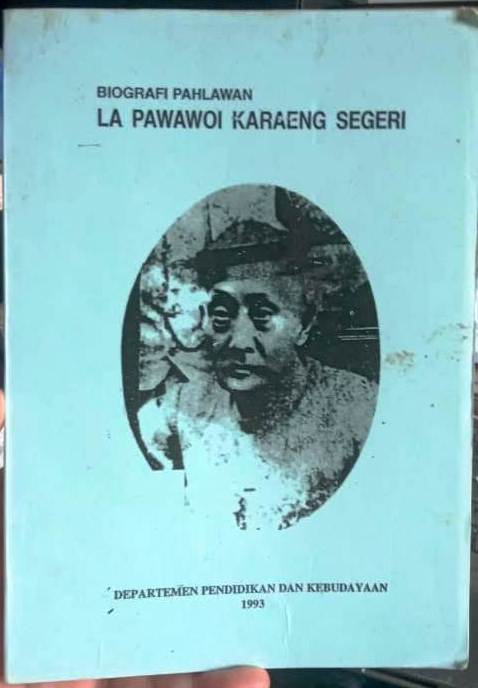 BIOGRAFI PAHLAWAN
LA PAWAWOI KARAENG SEGERI
DEPARTEMEN PENDIDIKAN DAN KEBUDAYAAN
1993